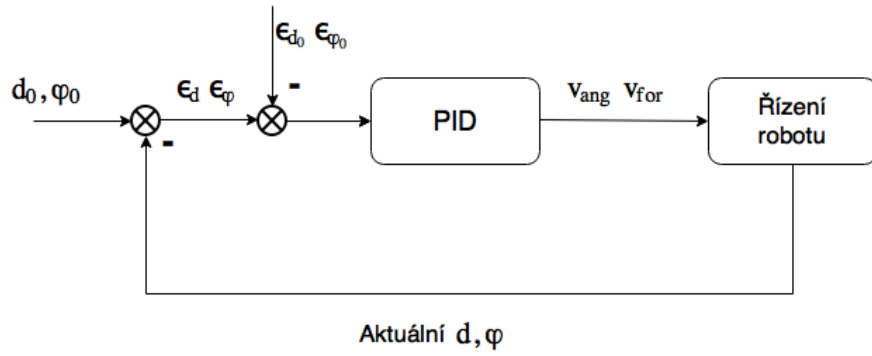 ϵd₀ ϵφ₀
d₀,φ₀
ϵd ϵφ
-
-
PID
vang vfor
Řízení
robotu
Aktuální d,φ